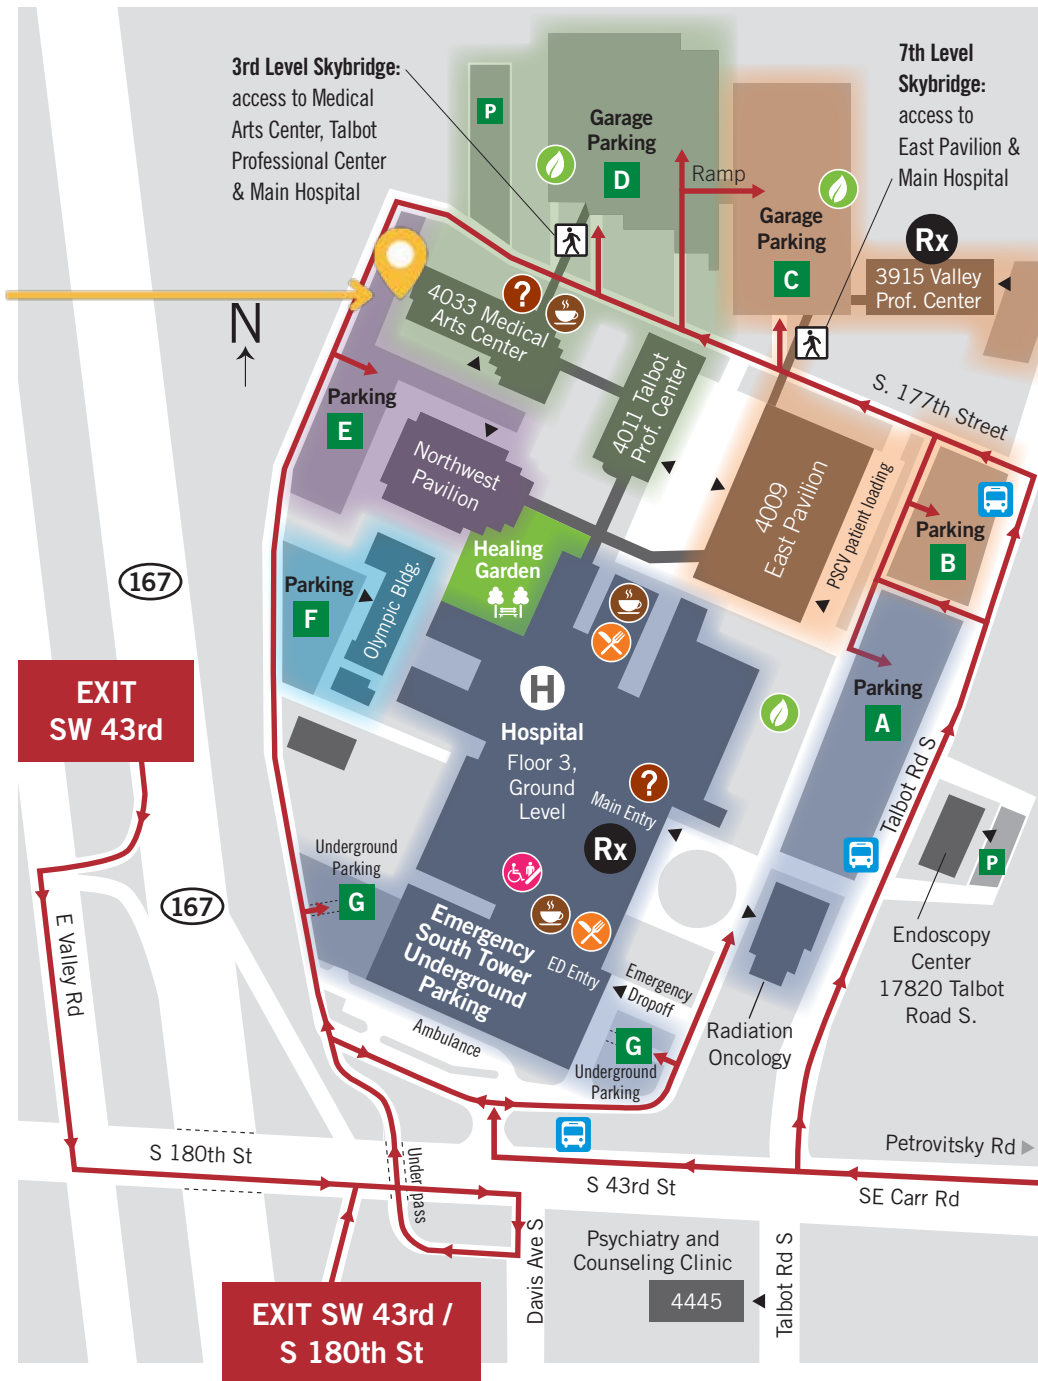 3rd Level Skybridge:
access to Medical
Arts Center, Talbot
Professional Center
& Main Hospital
7th Level
Skybridge:
access to
East Pavilion &
Main Hospital
P
Garage
Parking
D
Ramp
Garage
Parking
C
Rx
3915 Valley
Prof. Center
N
4033 Medical
Arts Center
?
4011 Talbot
Prof. Center
S. 177th Street
Parking
E
Northwest
Pavilion
4009
East Pavilion
PSCV patient loading
Parking
B
Healing
Garden
Parking
F
Olympic Bldg.
167
EXIT
SW 43rd
H
Hospital
Floor 3,
Ground
Level
Parking
A
?
Main Entry
Rx
Talbot Rd S
P
Underground
Parking
G
167
E Valley Rd
Emergency
South Tower
Underground
Parking
ED Entry
Emergency
Dropoff
G
Underground
Parking
Ambulance
Radiation
Oncology
Endoscopy
Center
17820 Talbot
Road S.
S 180th St
Underpass
S 43rd St
Petrovitsky Rd
SE Carr Rd
Davis Ave S
Psychiatry and
Counseling Clinic
4445
Talbot Rd S
EXIT SW 43rd /
S 180th St